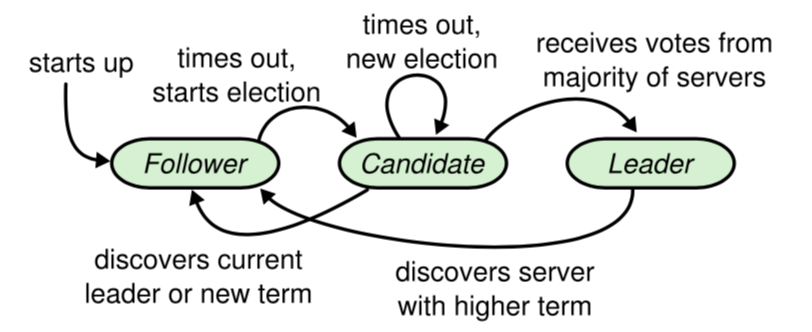 times out,
new election
receives votes from
majority of servers
starts up
times out,
starts election
Follower
Candidate
Leader
discovers current
leader or new term
discovers server
with higher term